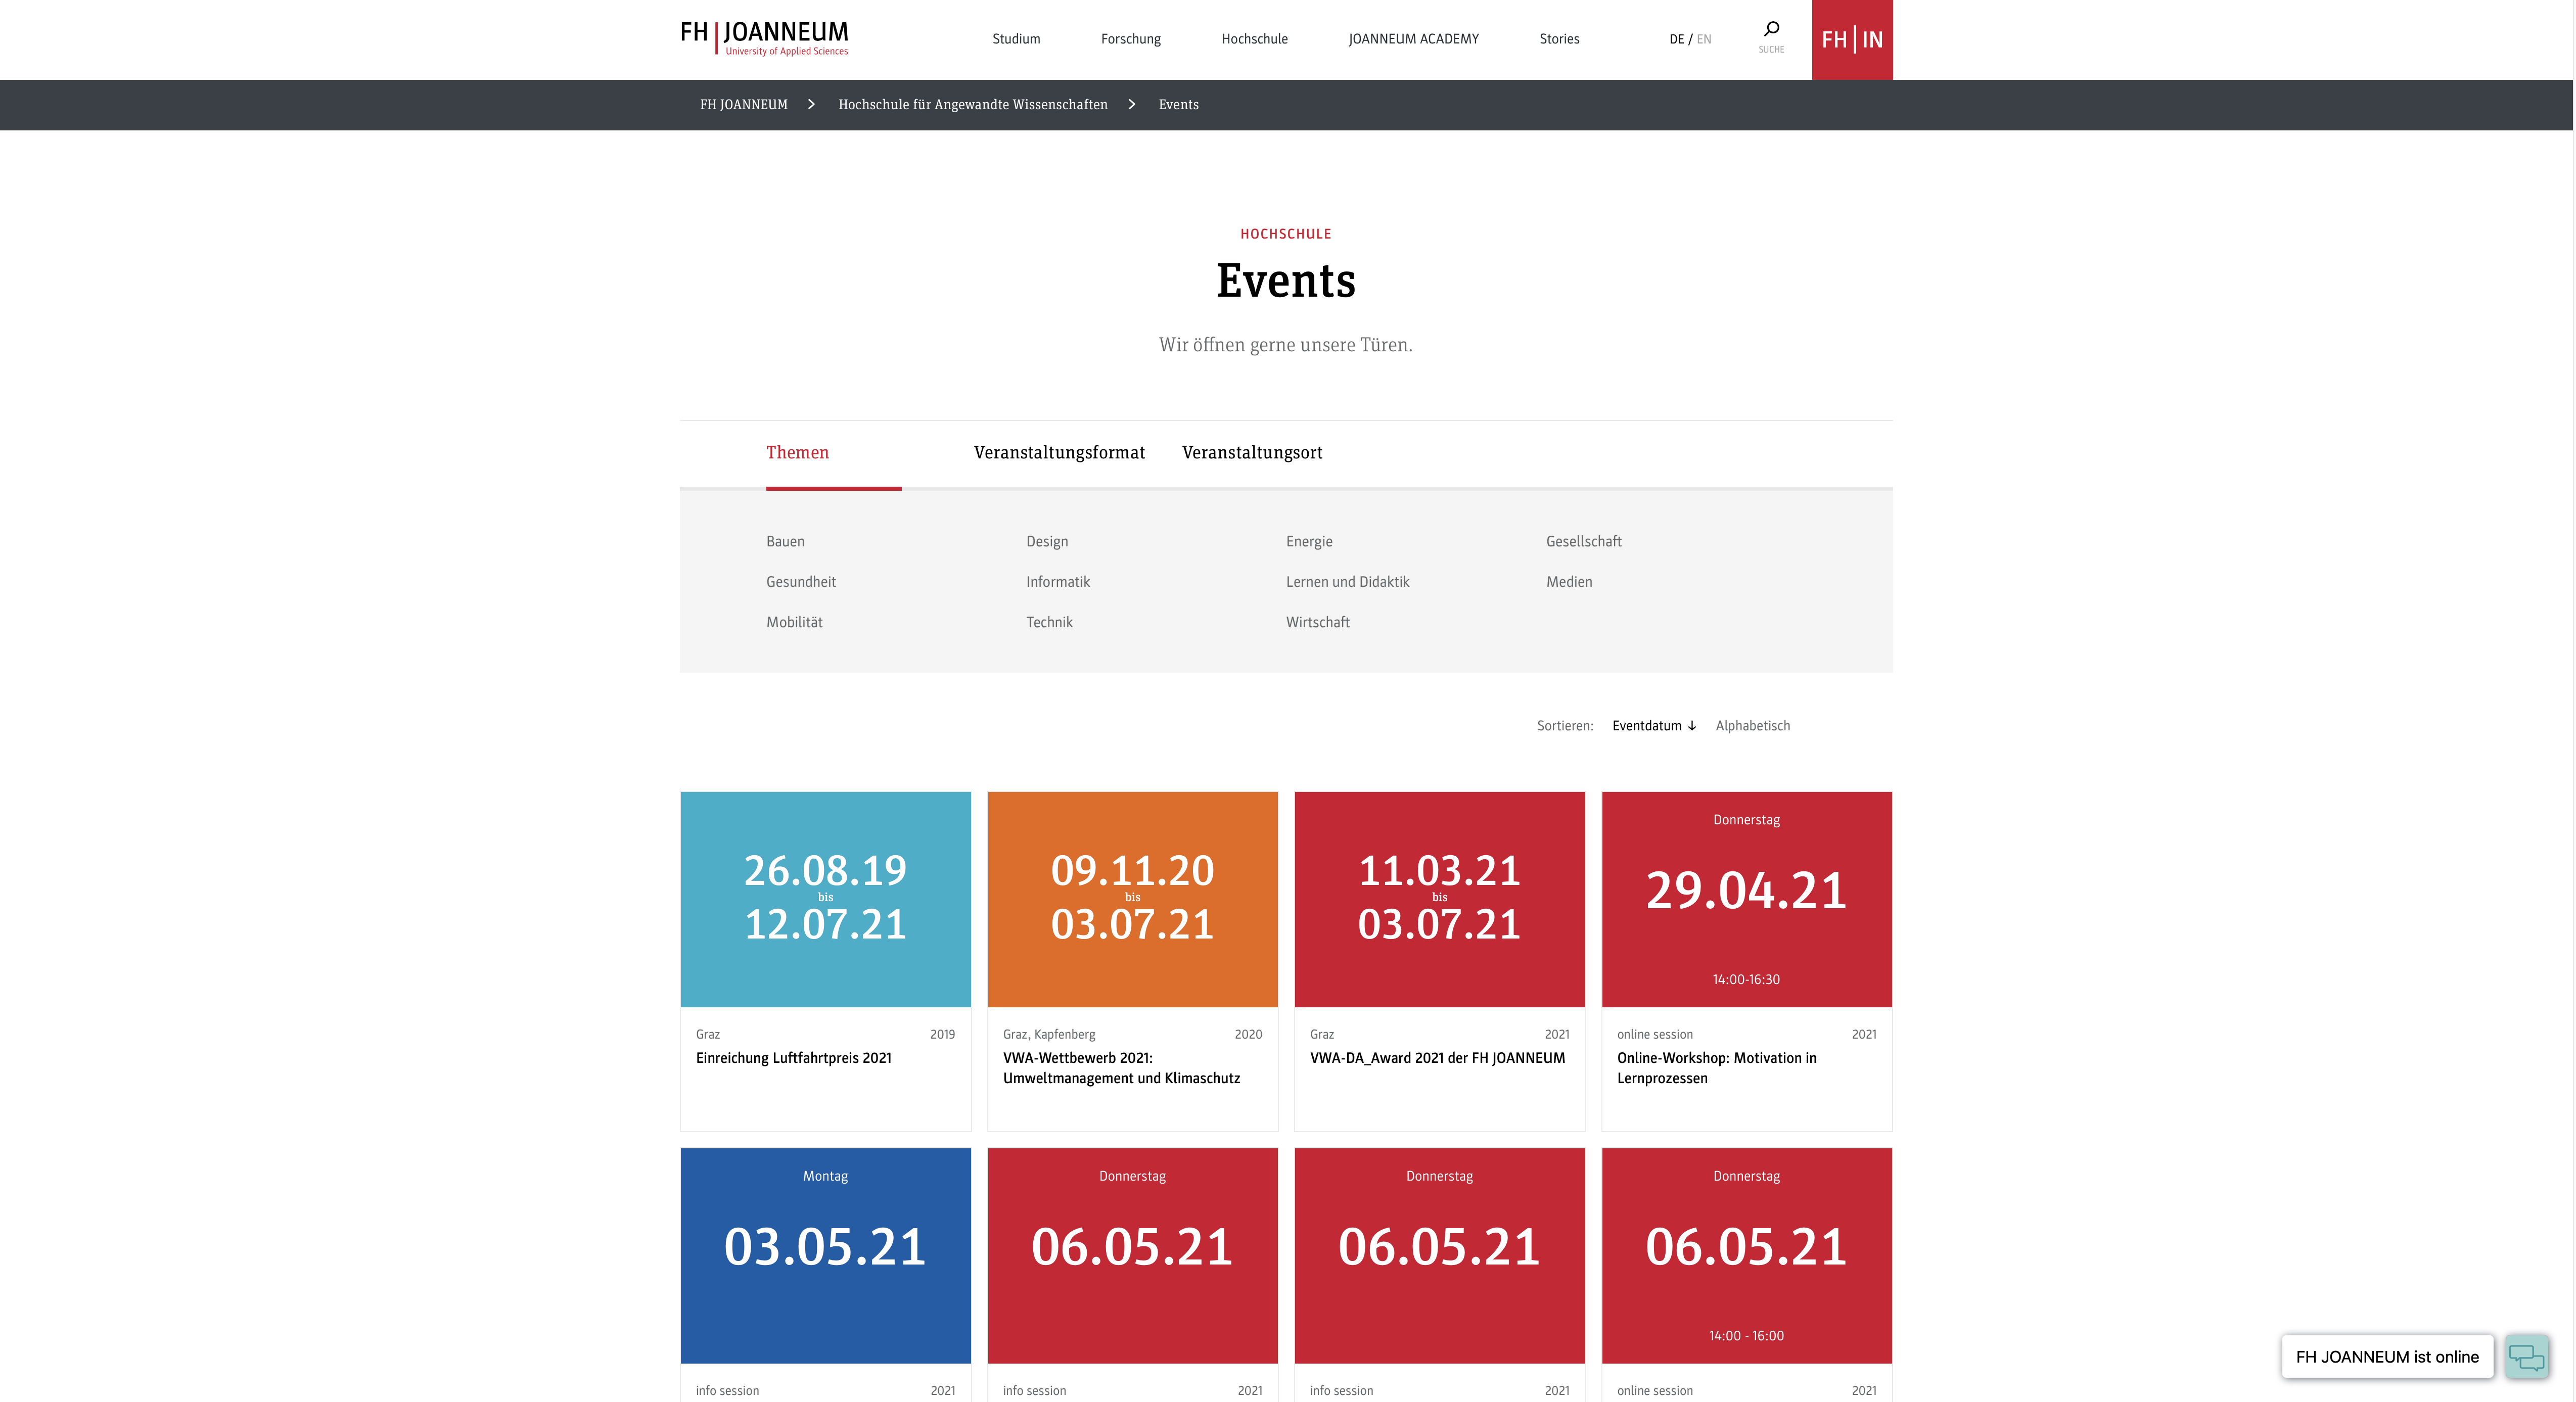 FH JOANNEUM
University of Applied Sciences
Studium Forschung Hochschule JOANNEUM ACADEMY Stories
DE / EN
SUCHE
FH IN
FH JOANNEUM > Hochschule für Angewandte Wissenschaften > Events
HOCHSCHULE
Events
Wir öffnen gerne unsere Türen.
Themen Veranstaltungsformat Veranstaltungsort
Bauen Design Energie Gesellschaft
Gesundheit Informatik Lernen und Didaktik Medien
Mobilität Technik Wirtschaft
Sortieren: Eventdatum ↓ Alphabetisch
26.08.19
bis
12.07.21
Graz 2019
Einreichung Luftfahrtpreis 2021
09.11.20
bis
03.07.21
Graz, Kapfenberg 2020
VWA-Wettbewerb 2021:
Umweltmanagement und Klimaschutz
11.03.21
bis
03.07.21
Graz 2021
VWA-DA_Award 2021 der FH JOANNEUM
Donnerstag
29.04.21
14:00-16:30
online session 2021
Online-Workshop: Motivation in
Lernprozessen
Montag
03.05.21
info session 2021
Donnerstag
06.05.21
info session 2021
Donnerstag
06.05.21
info session 2021
Donnerstag
06.05.21
14:00 - 16:00
online session 2021
FH JOANNEUM ist online